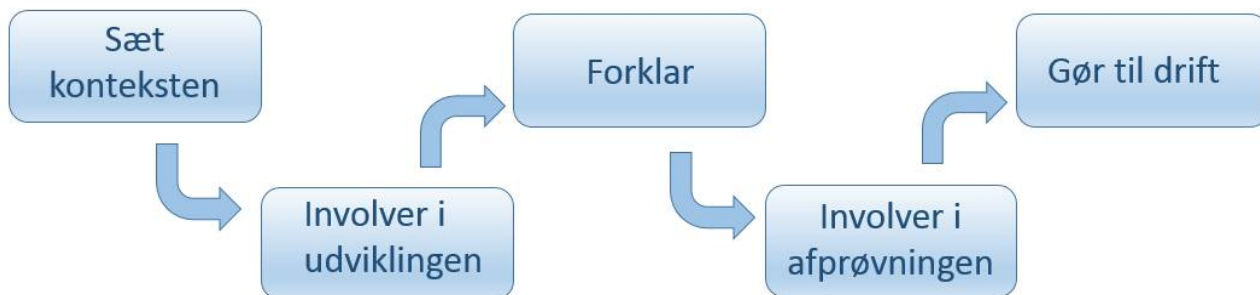 Sæt
konteksten
Involver i
udviklingen
Forklar
Involver i
afprøvningen
Gør til drift